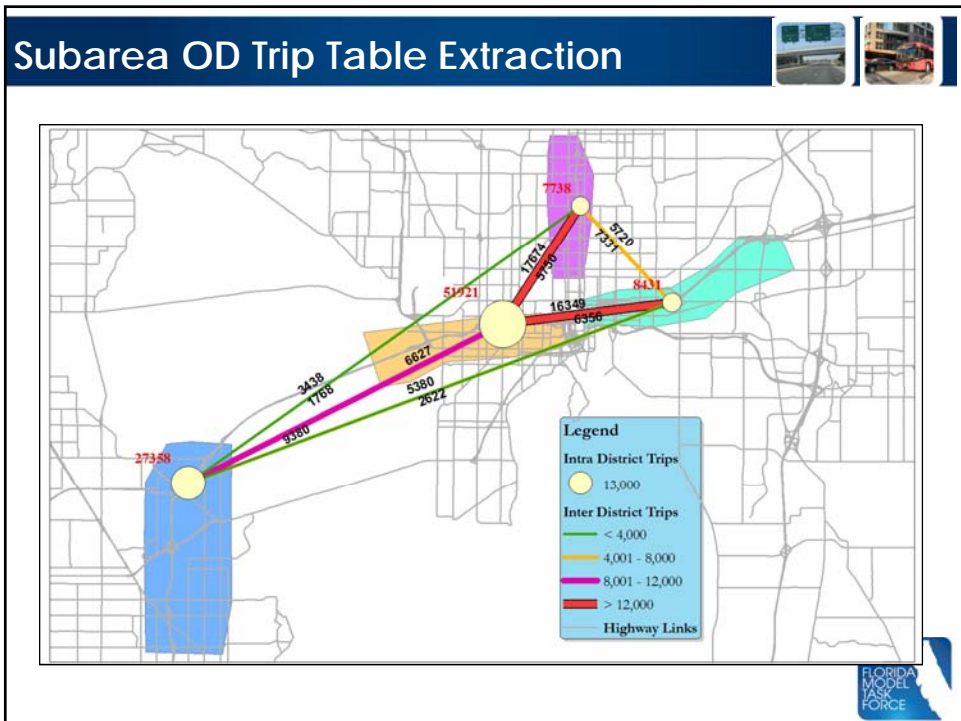 Subarea OD Trip Table Extraction
7738
5720
7331
17674
5750
51921
8431
16349
6356
6627
3438
1768
5380
2622
9380
27358
Legend
Intra District Trips
13,000
Inter District Trips
< 4,000
4,001 - 8,000
8,001 - 12,000
> 12,000
Highway Links
FLORIDA
MODEL
TASK
FORCE